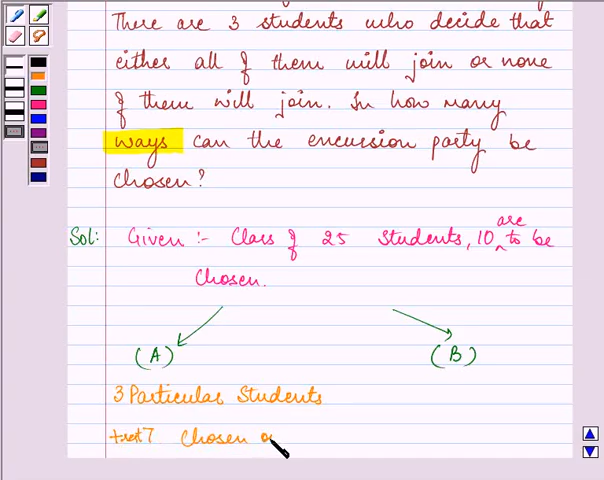 There are 3 students who decide that
either all of them will join or none
of them will join. In how many
ways can the encursion party be
chosen?
Sol: Given :- Class of 25 students, 10 are to be
Chosen.
(A) (B)
3 Particular Students
Chosen